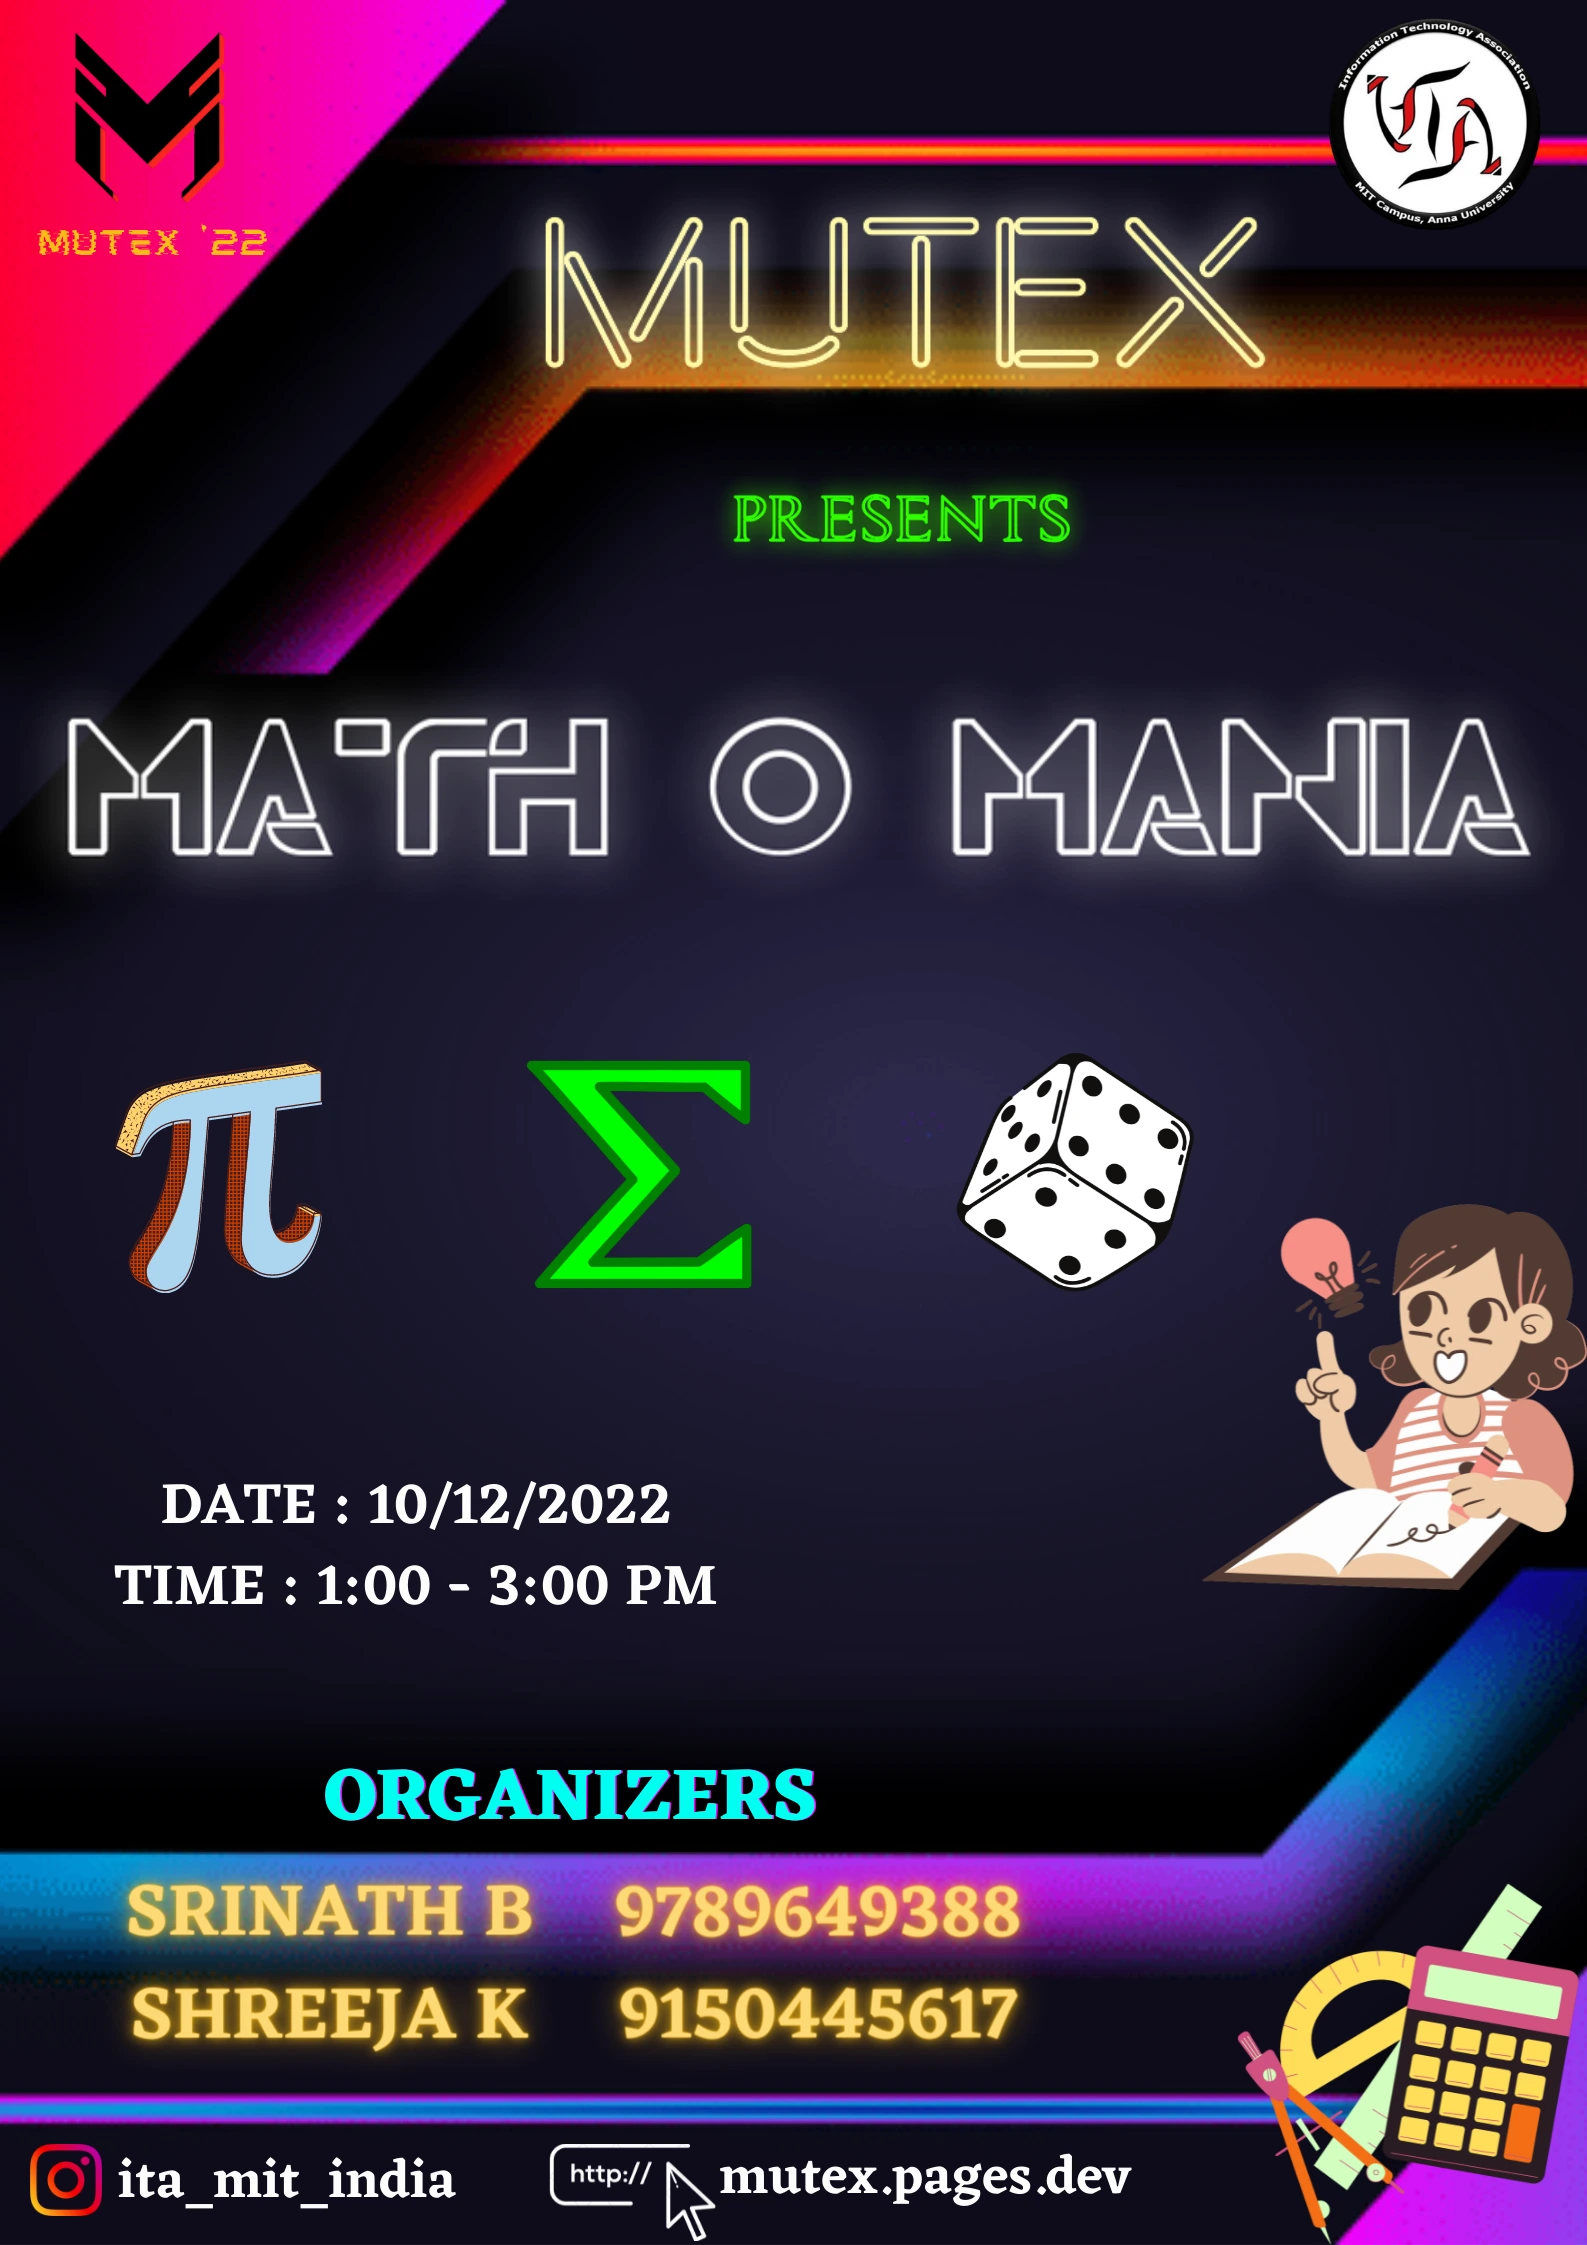 Information Technology Association
ITA
MIT Campus, Anna University
M
MUTEX '22
MUTEX
PRESENTS
MATH O MANIA
π
Σ
DATE : 10/12/2022
TIME : 1:00 - 3:00 PM
ORGANIZERS
SRINATH B 9789649388
SHREEJA K 9150445617
ita_mit_india
http:// mutex.pages.dev